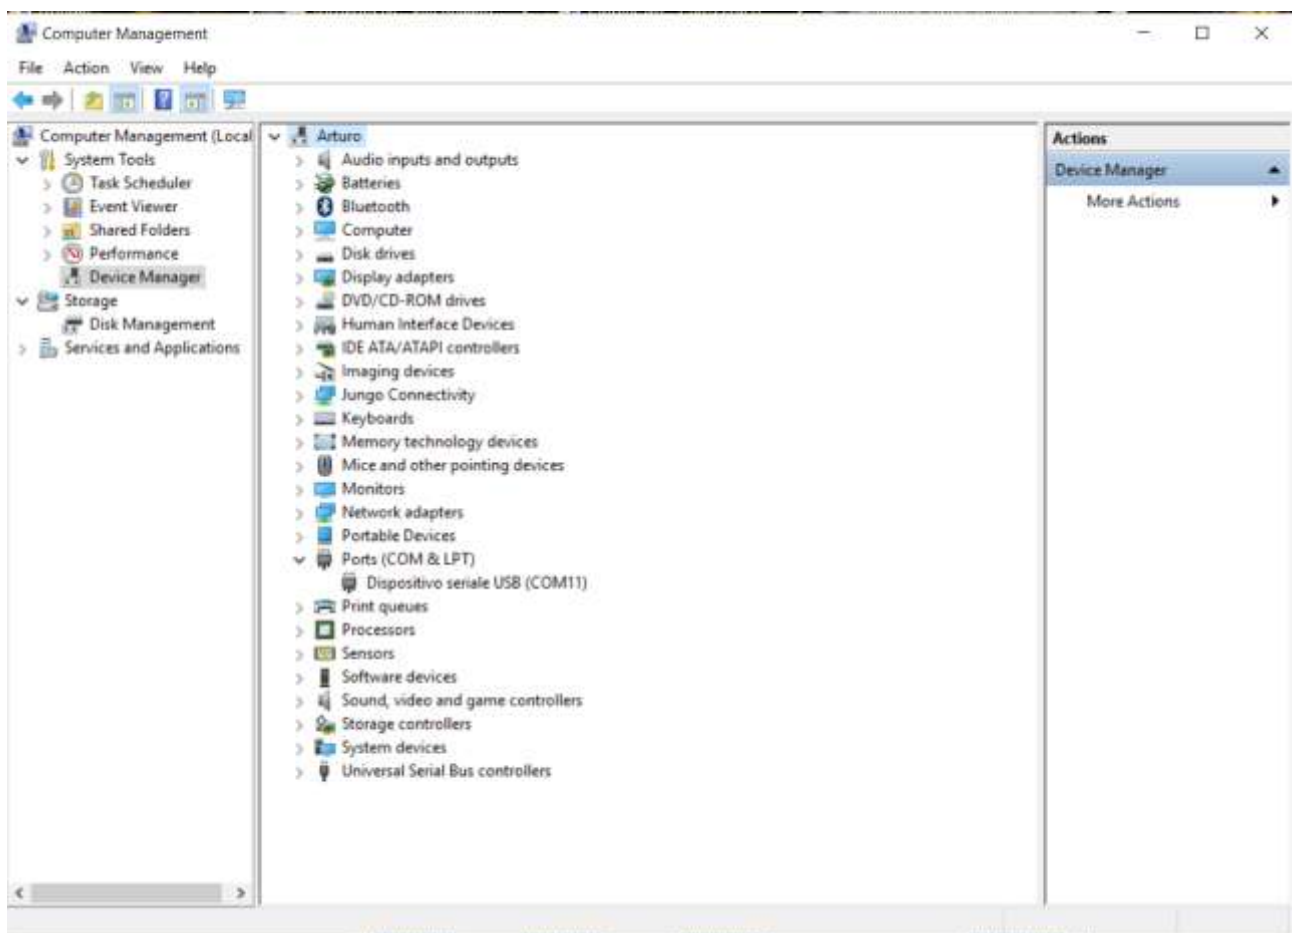 Computer Management
File Action View Help
Computer Management (Local
System Tools
Task Scheduler
Event Viewer
Shared Folders
Performance
Device Manager
Storage
Disk Management
Services and Applications
Arturo
Audio inputs and outputs
Batteries
Bluetooth
Computer
Disk drives
Display adapters
DVD/CD-ROM drives
Human Interface Devices
IDE ATA/ATAPI controllers
Imaging devices
Jungo Connectivity
Keyboards
Memory technology devices
Mice and other pointing devices
Monitors
Network adapters
Portable Devices
Ports (COM & LPT)
Dispositivo seriale USB (COM11)
Print queues
Processors
Sensors
Software devices
Sound, video and game controllers
Storage controllers
System devices
Universal Serial Bus controllers
Actions
Device Manager
More Actions